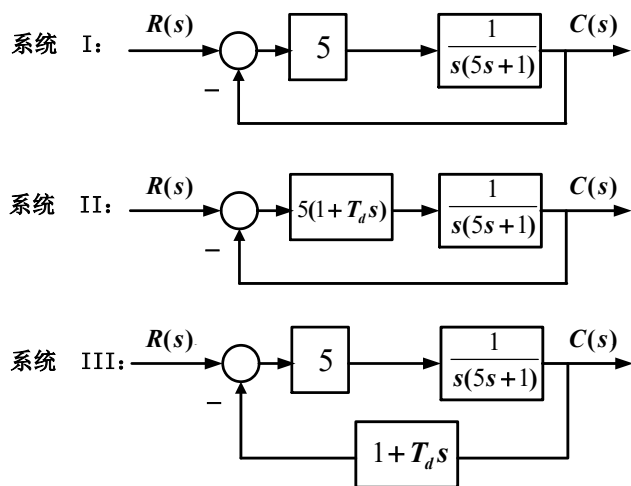 系统 I： R(s) 5 1/s(5s+1) C(s)
−
系统 II： R(s) 5(1+T_d s) 1/s(5s+1) C(s)
−
系统 III： R(s) 5 1/s(5s+1) C(s)
−
1+T_d s